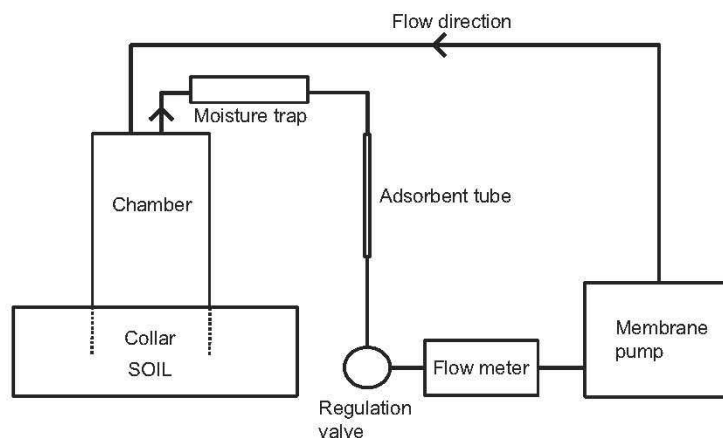 Flow direction
Moisture trap
Chamber
Adsorbent tube
Collar
SOIL
Membrane
pump
Flow meter
Regulation
valve